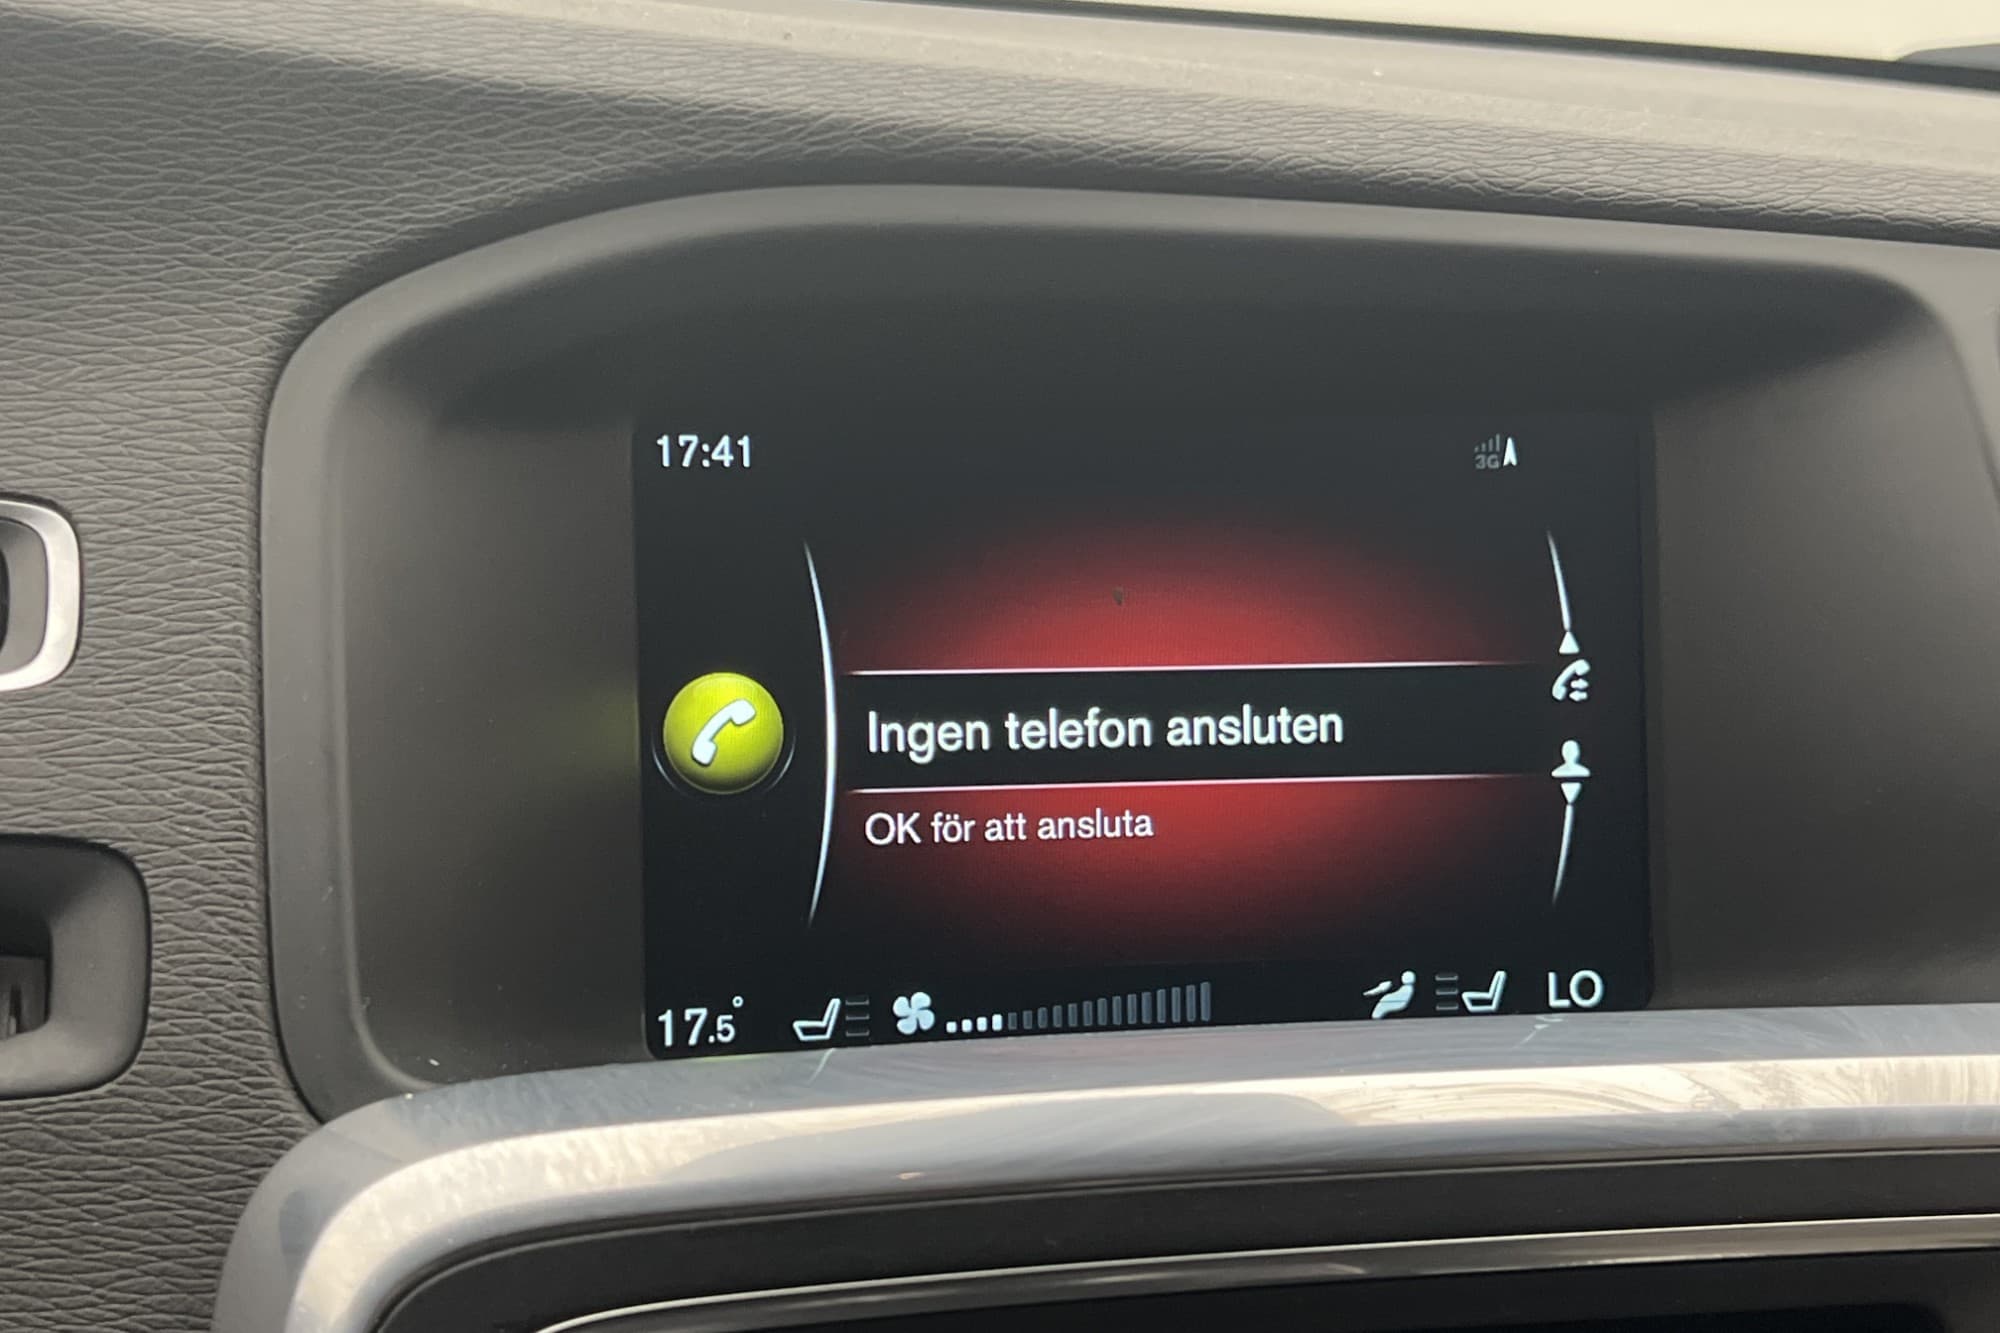 17:41
3G
Ingen telefon ansluten
OK för att ansluta
17.5° LO